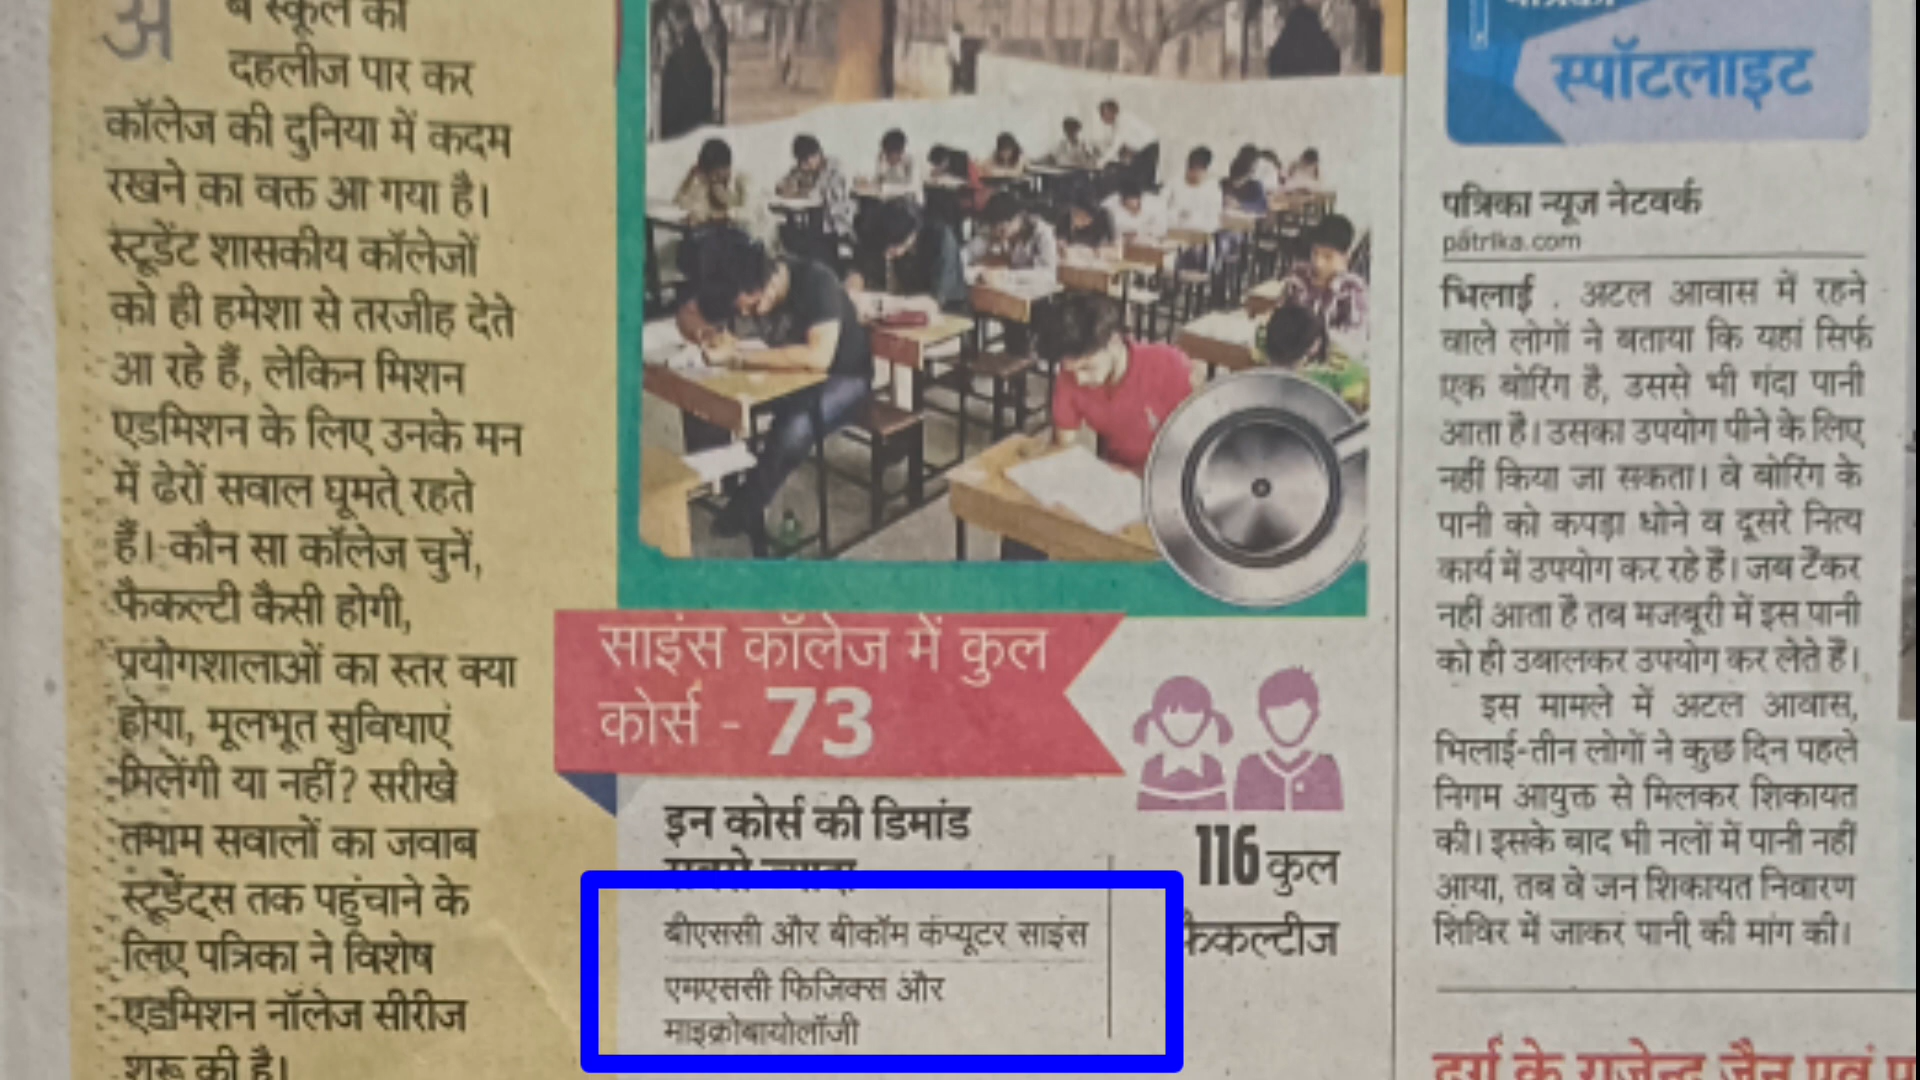 अब स्कूल की
दहलीज पार कर
कॉलेज की दुनिया में कदम
रखने का वक्त आ गया है।
स्टूडेंट शासकीय कॉलेजों
को ही हमेशा से तरजीह देते
आ रहे हैं, लेकिन मिशन
एडमिशन के लिए उनके मन
में ढेरों सवाल घूमते रहते
हैं। कौन सा कॉलेज चुनें,
फैकल्टी कैसी होगी,
प्रयोगशालाओं का स्तर क्या
होगा, मूलभूत सुविधाएं
मिलेंगी या नहीं? सरीखे
तमाम सवालों का जवाब
स्टूडेंट्स तक पहुंचाने के
लिए पत्रिका ने विशेष
एडमिशन नॉलेज सीरीज
शुरू की है।
साइंस कॉलेज में कुल
कोर्स - 73
इन कोर्स की डिमांड
सबसे ज्यादा
बीएससी और बीकॉम कंप्यूटर साइंस
एमएससी फिजिक्स और
माइक्रोबायोलॉजी
116 कुल
फैकल्टीज
पत्रिका
स्पॉटलाइट
पत्रिका न्यूज नेटवर्क
patrika.com
भिलाई . अटल आवास में रहने
वाले लोगों ने बताया कि यहां सिर्फ
एक बोरिंग है, उससे भी गंदा पानी
आता है। उसका उपयोग पीने के लिए
नहीं किया जा सकता। वे बोरिंग के
पानी को कपड़ा धोने व दूसरे नित्य
कार्य में उपयोग कर रहे हैं। जब टैंकर
नहीं आता है तब मजबूरी में इस पानी
को ही उबालकर उपयोग कर लेते हैं।
इस मामले में अटल आवास,
भिलाई-तीन लोगों ने कुछ दिन पहले
निगम आयुक्त से मिलकर शिकायत
की। इसके बाद भी नलों में पानी नहीं
आया, तब वे जन शिकायत निवारण
शिविर में जाकर पानी की मांग की।
दुर्ग के राजेन्द्र जैन एवं